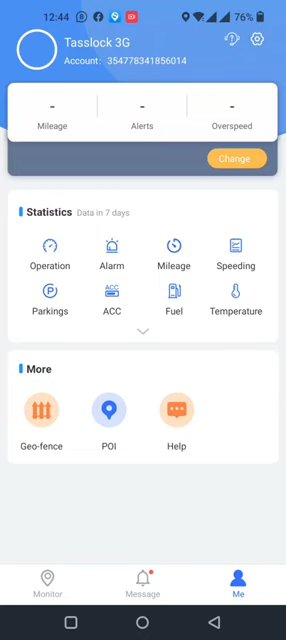 12:44
76%
Tasslock 3G
Account: 354778341856014
- - -
Mileage Alerts Overspeed
Change
Statistics Data in 7 days
Operation Alarm Mileage Speeding
P ACC
Parkings ACC Fuel Temperature
More
Geo-fence POI Help
Monitor Message Me